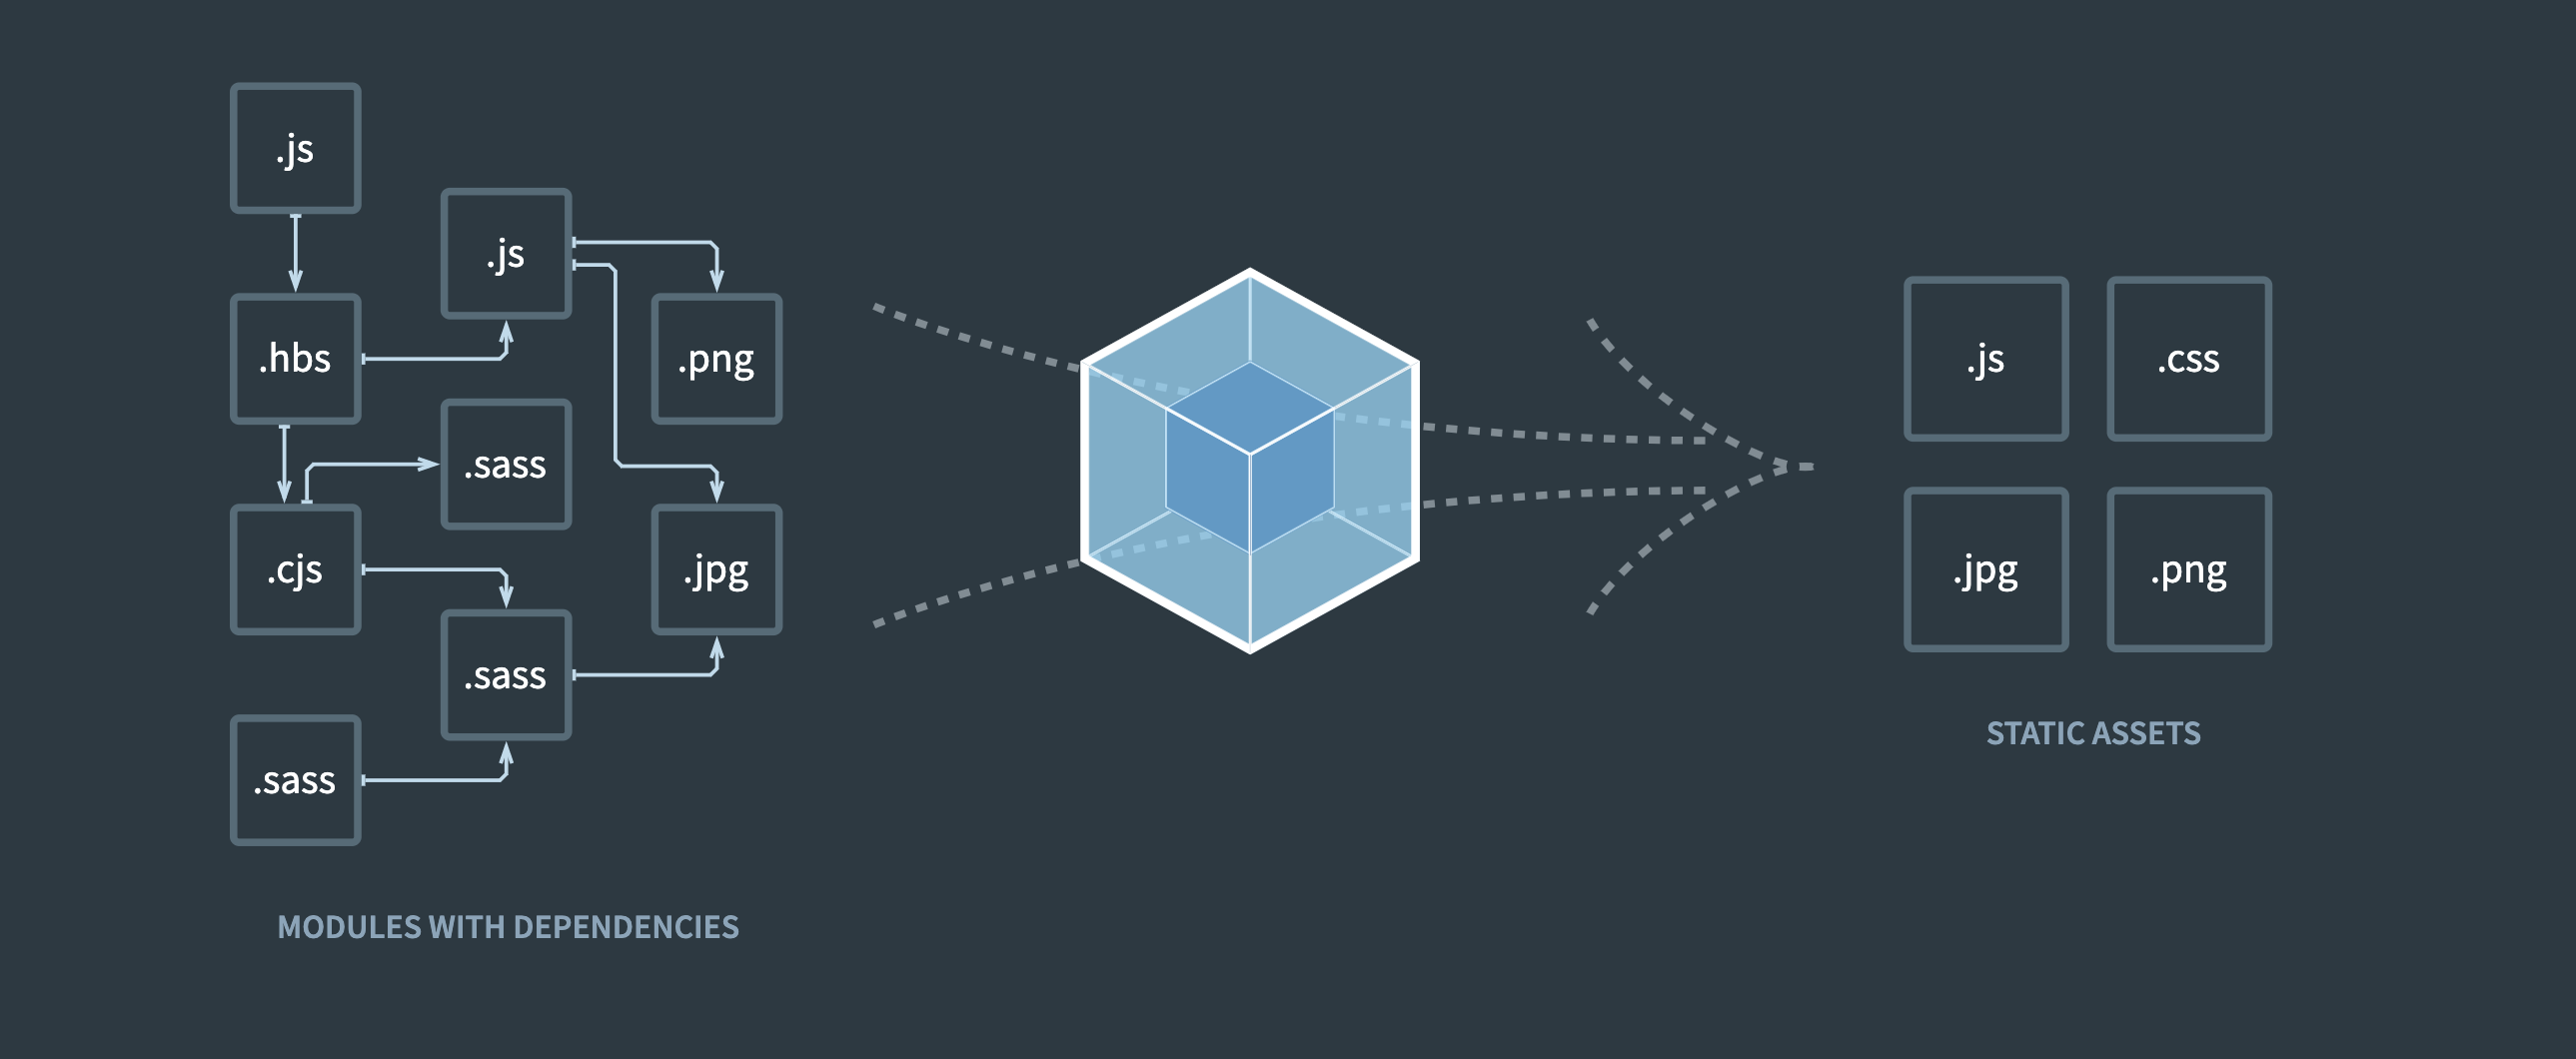 .js
.js
.hbs
.png
.sass
.cjs
.jpg
.sass
.sass
MODULES WITH DEPENDENCIES
.js
.css
.jpg
.png
STATIC ASSETS